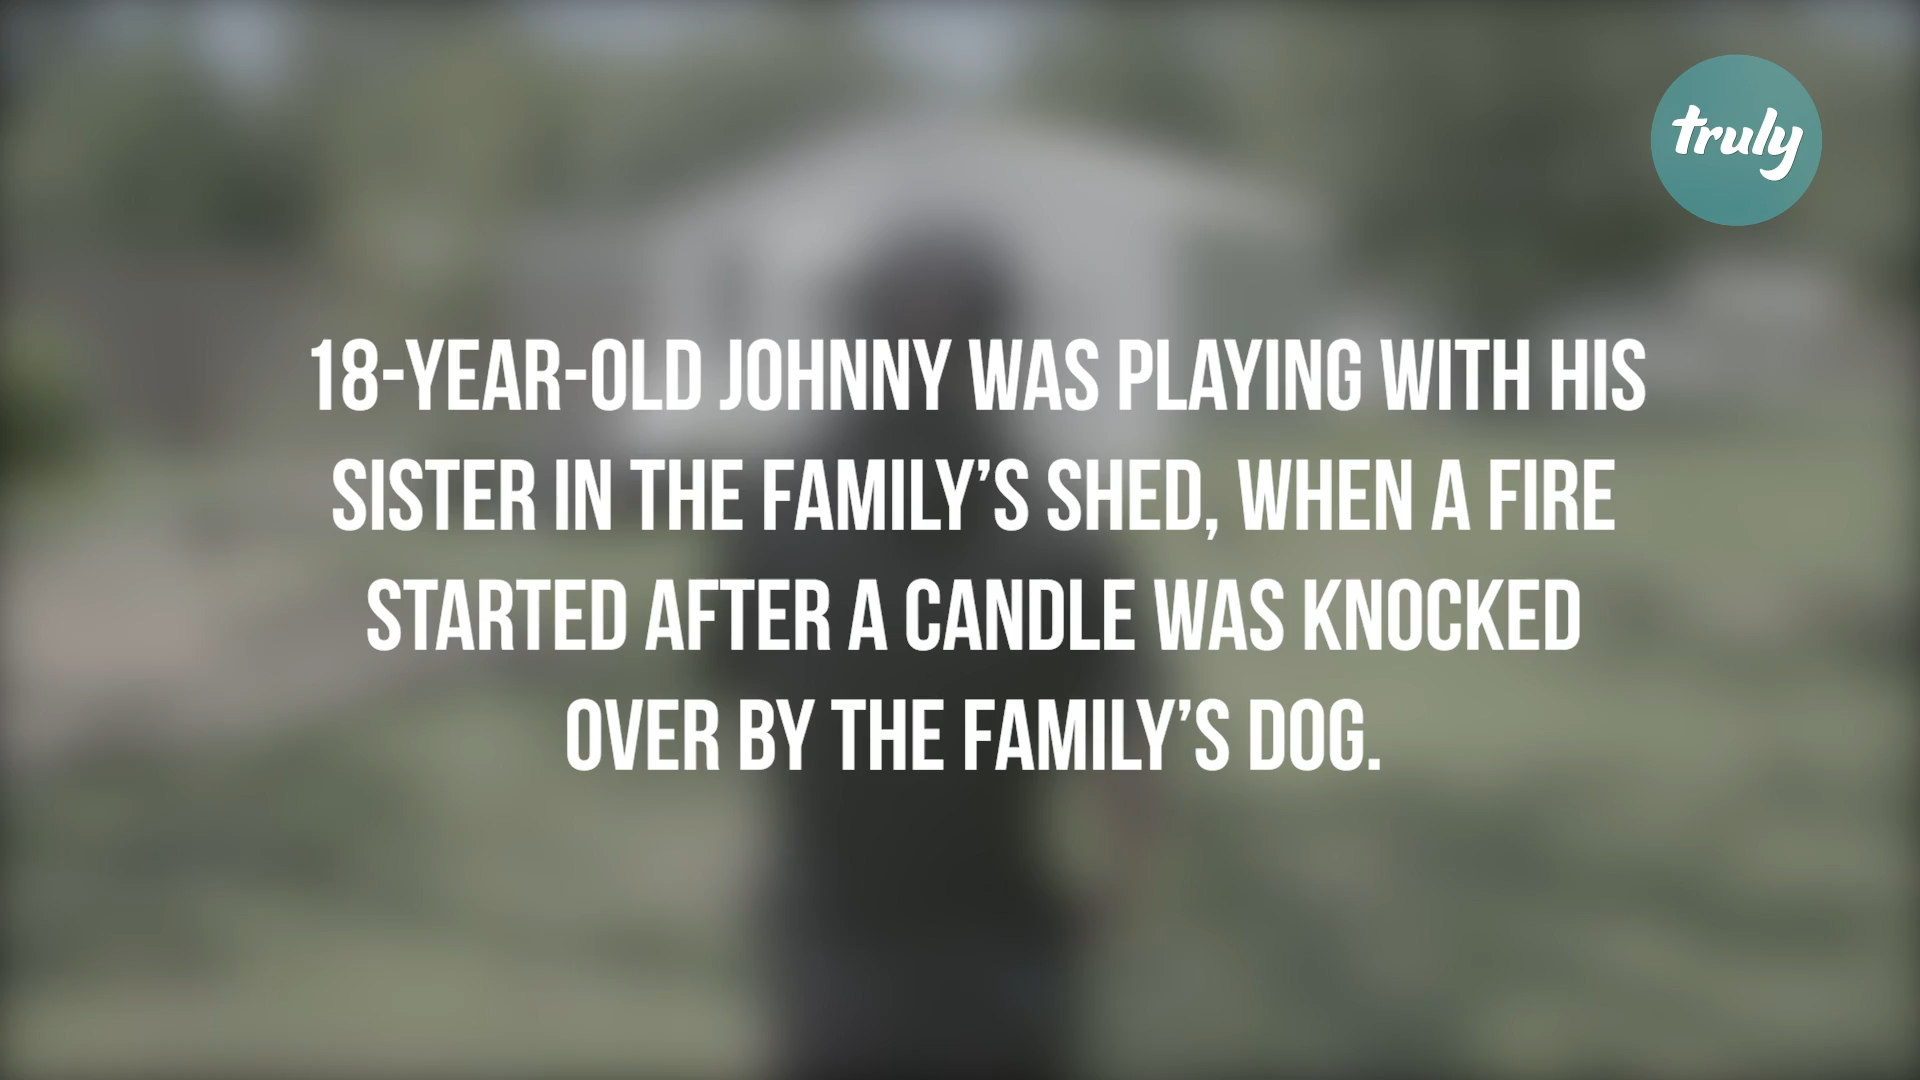 truly
18-YEAR-OLD JOHNNY WAS PLAYING WITH HIS
SISTER IN THE FAMILY’S SHED, WHEN A FIRE
STARTED AFTER A CANDLE WAS KNOCKED
OVER BY THE FAMILY’S DOG.